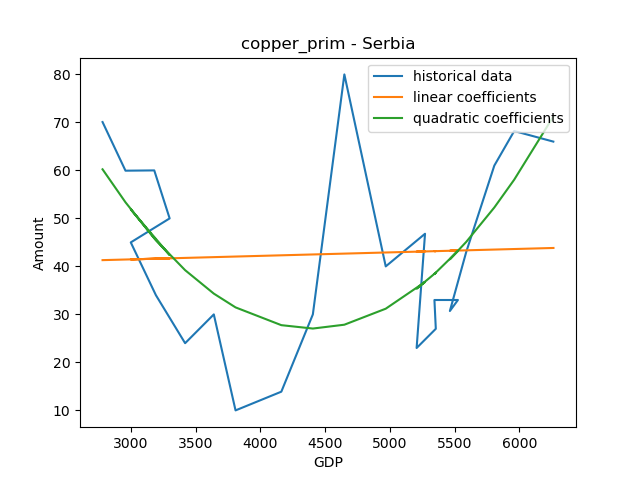 copper_prim - Serbia
historical data
linear coefficients
quadratic coefficients
80
70
60
50
40
30
20
10
Amount
3000 3500 4000 4500 5000 5500 6000
GDP